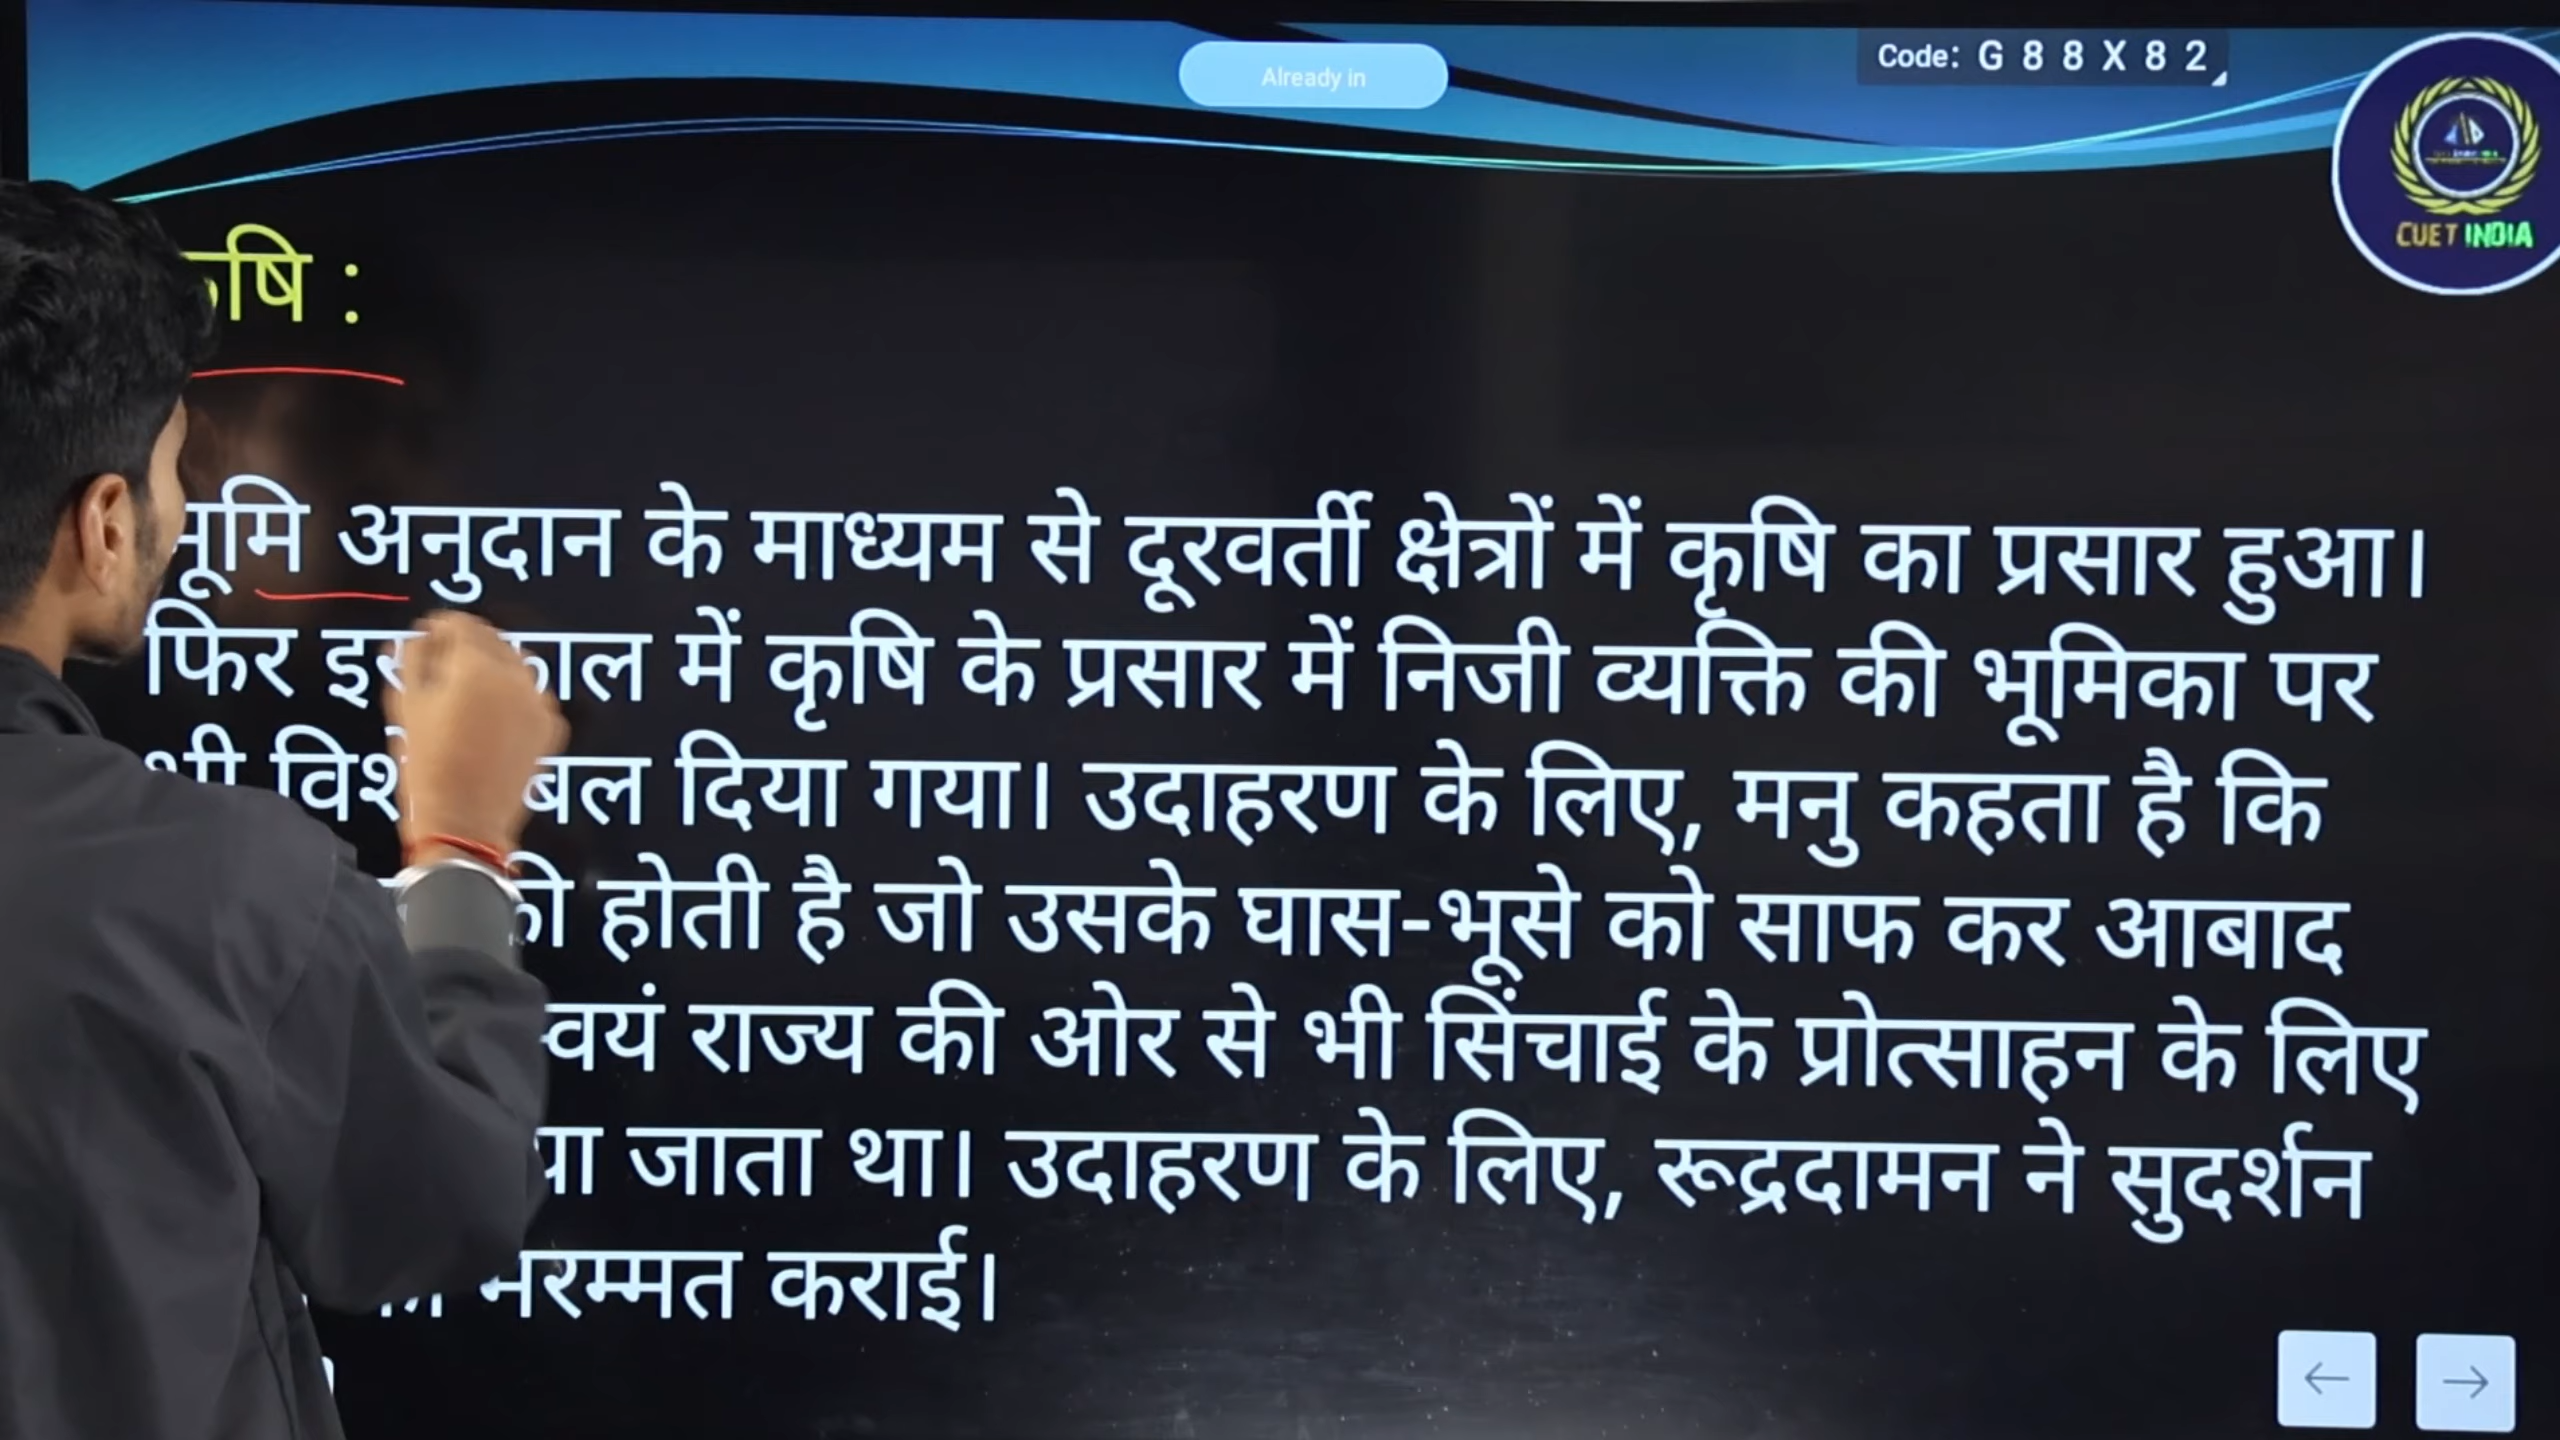 Already in
Code: G 8 8 X 8 2
CUET INDIA
कृषि :
भूमि अनुदान के माध्यम से दूरवर्ती क्षेत्रों में कृषि का प्रसार हुआ।
फिर इस काल में कृषि के प्रसार में निजी व्यक्ति की भूमिका पर
भी विशेष बल दिया गया। उदाहरण के लिए, मनु कहता है कि
की होती है जो उसके घास-भूसे को साफ कर आबाद
स्वयं राज्य की ओर से भी सिंचाई के प्रोत्साहन के लिए
जाता था। उदाहरण के लिए, रूद्रदामन ने सुदर्शन
मरम्मत कराई।